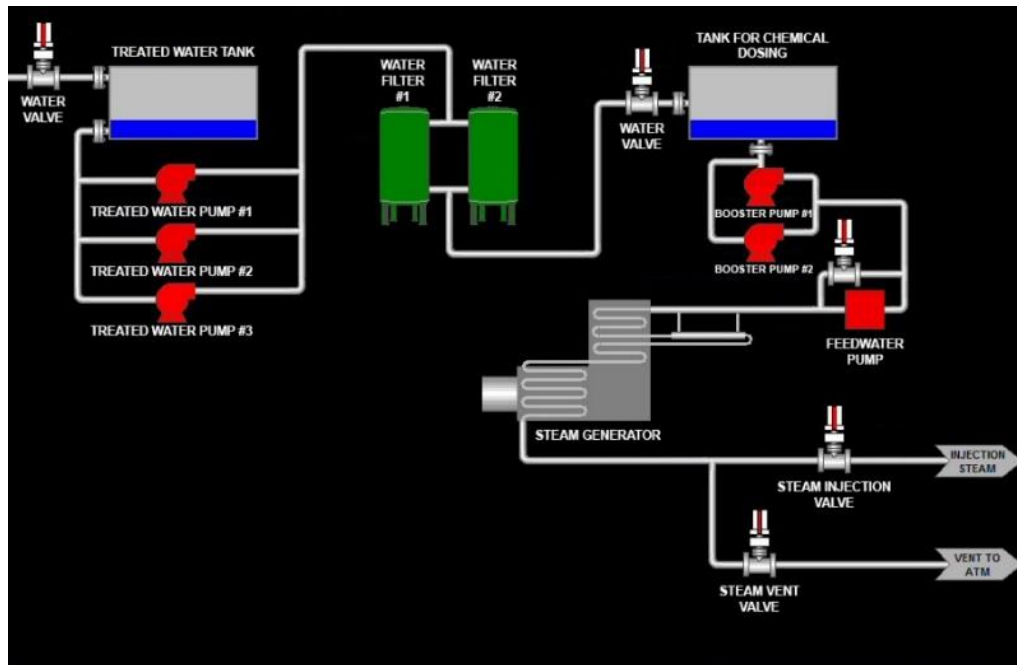 TREATED WATER TANK
WATER
VALVE
TREATED WATER PUMP #1
TREATED WATER PUMP #2
TREATED WATER PUMP #3
WATER
FILTER
#1
WATER
FILTER
#2
WATER
VALVE
TANK FOR CHEMICAL
DOSING
BOOSTER PUMP #1
BOOSTER PUMP #2
FEEDWATER
PUMP
STEAM GENERATOR
STEAM INJECTION
VALVE
INJECTION
STEAM
STEAM VENT
VALVE
VENT TO
ATM